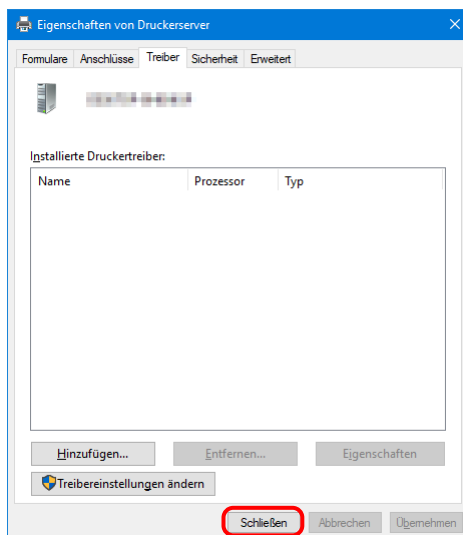 Eigenschaften von Druckerserver
Formulare Anschlüsse Treiber Sicherheit Erweitert
Installierte Druckertreiber:
Name Prozessor Typ
Hinzufügen... Entfernen... Eigenschaften
Treibereinstellungen ändern
Schließen Abbrechen Übernehmen